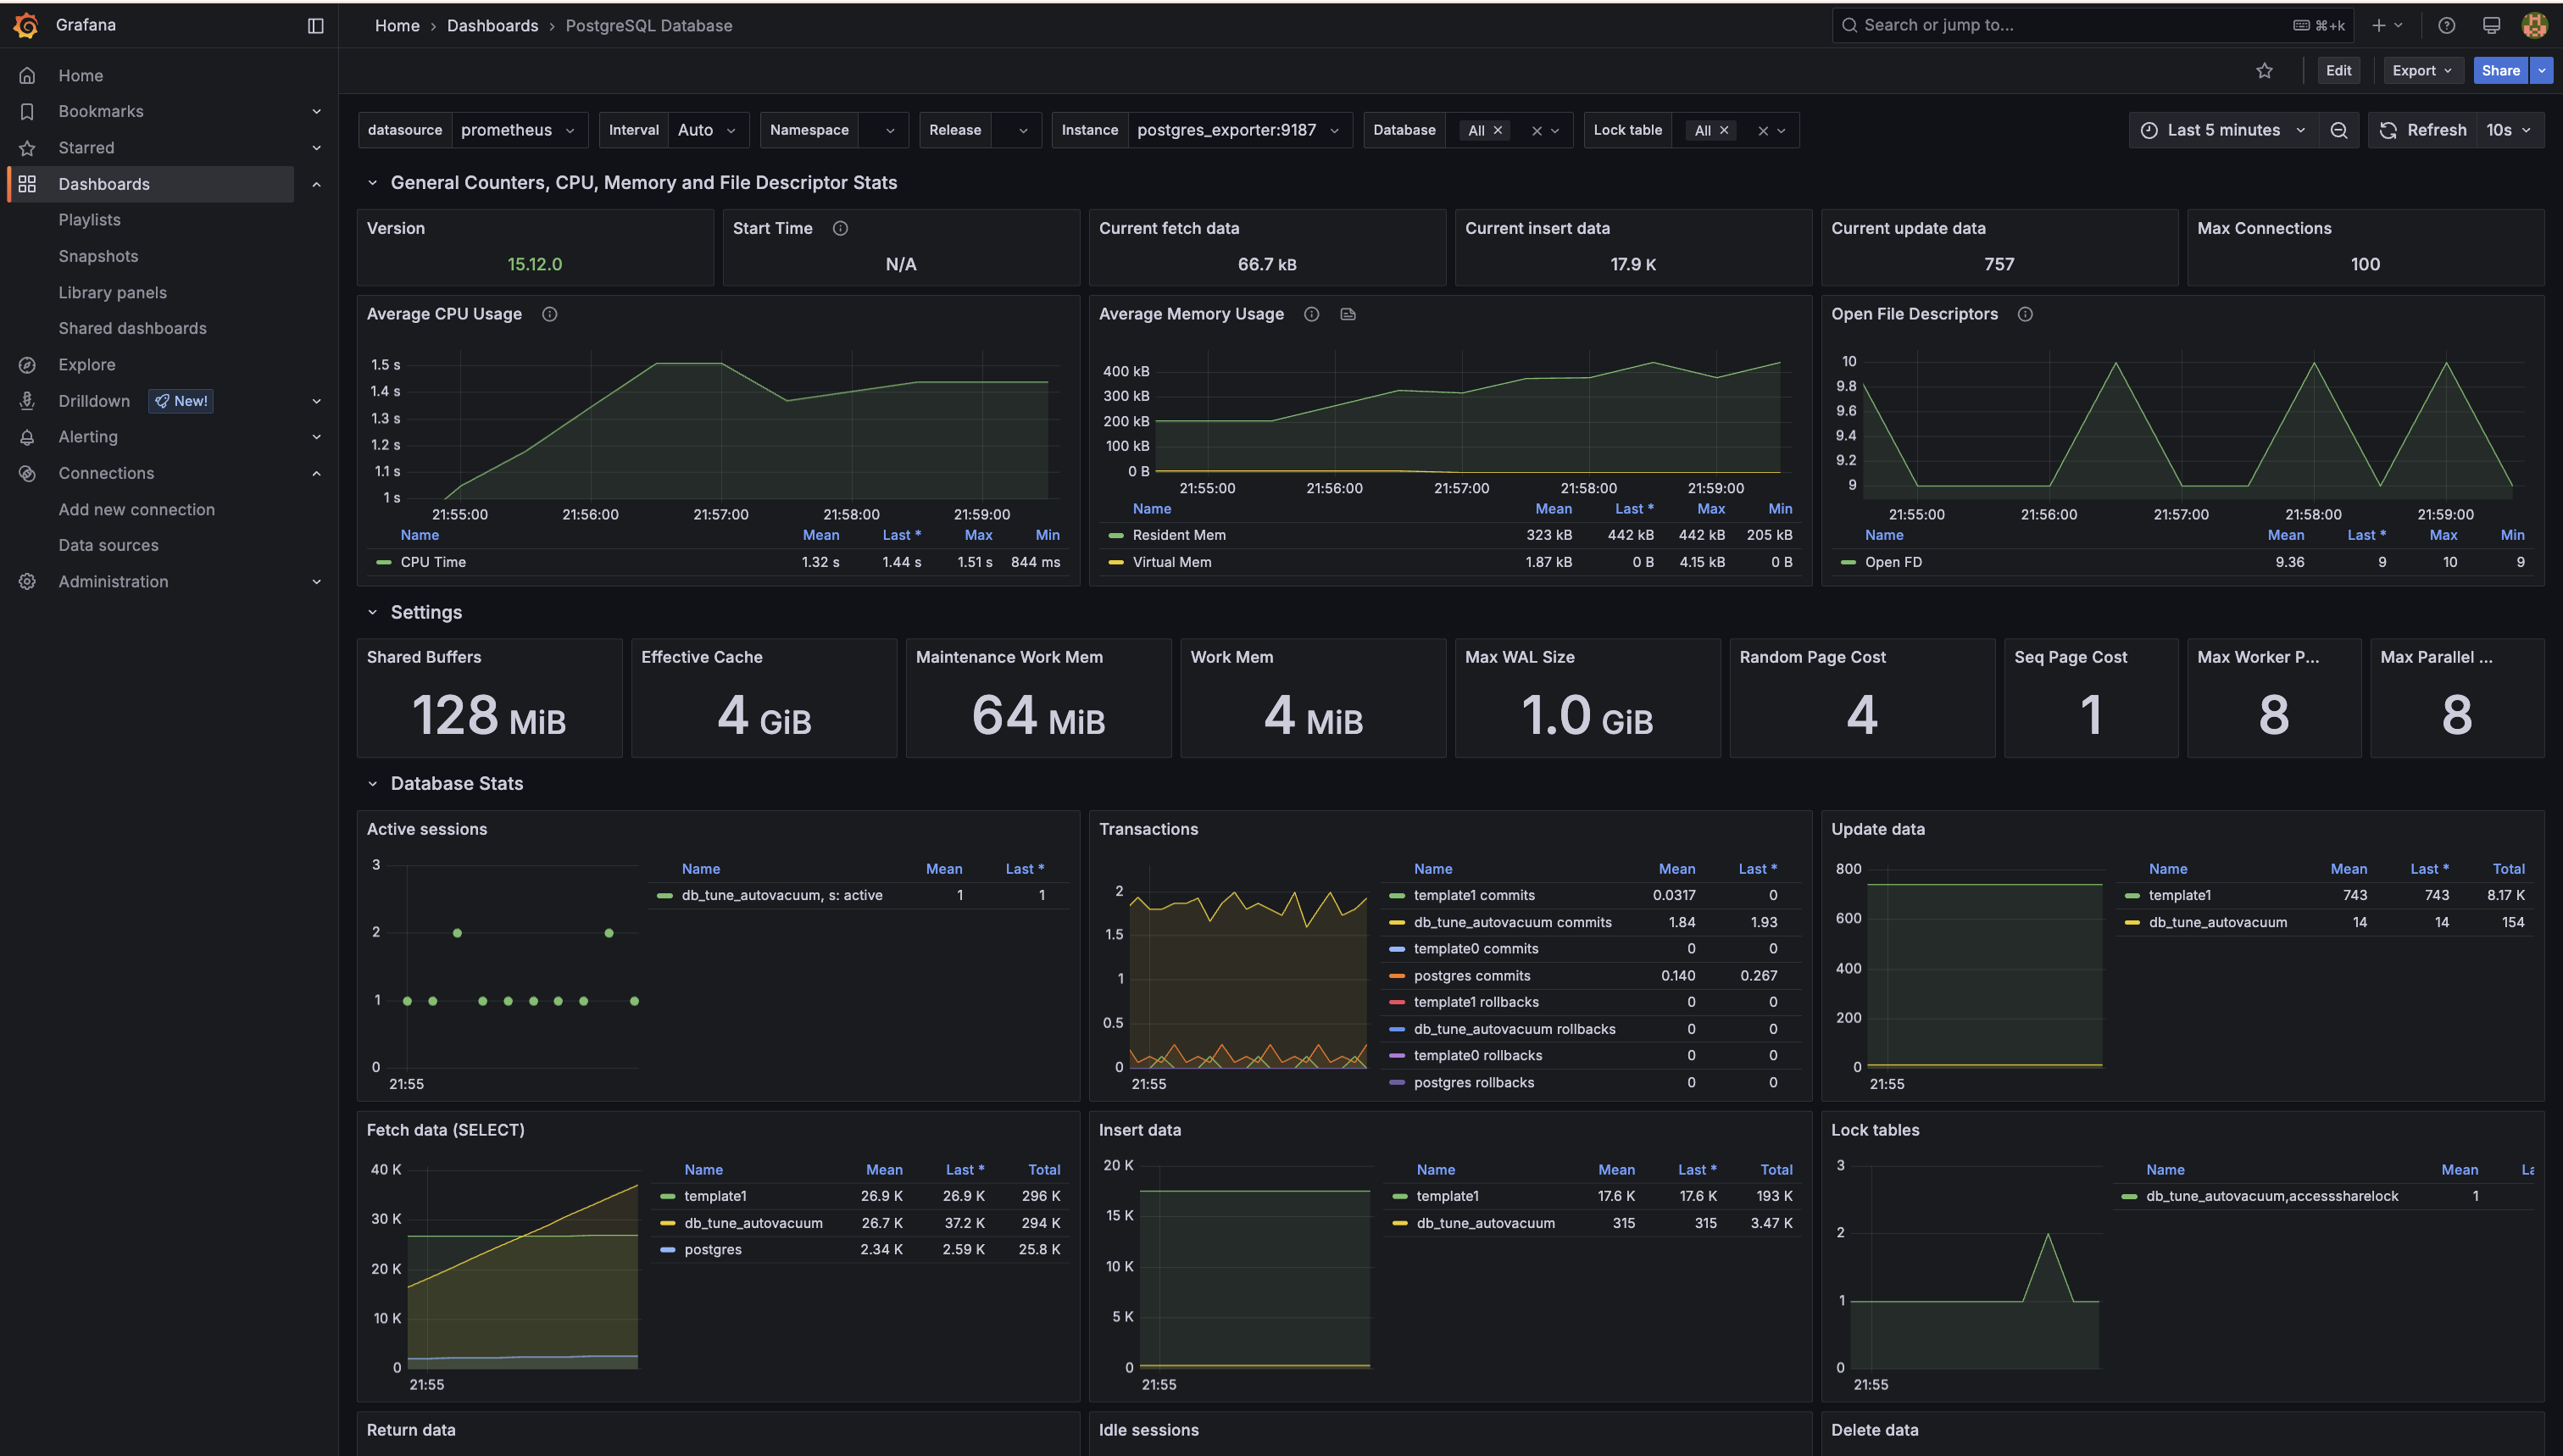 Grafana
Home
Bookmarks
Starred
Dashboards
Playlists
Snapshots
Library panels
Shared dashboards
Explore
Drilldown New!
Alerting
Connections
Add new connection
Data sources
Administration
Home › Dashboards › PostgreSQL Database
Search or jump to... ⌘+k
Edit Export Share
datasource prometheus Interval Auto Namespace Release Instance postgres_exporter:9187 Database All Lock table All Last 5 minutes Refresh 10s
General Counters, CPU, Memory and File Descriptor Stats
Version
15.12.0
Start Time
N/A
Current fetch data
66.7 kB
Current insert data
17.9 K
Current update data
757
Max Connections
100
Average CPU Usage
1.5 s
1.4 s
1.3 s
1.2 s
1.1 s
1 s
21:55:00 21:56:00 21:57:00 21:58:00 21:59:00
Name Mean Last * Max Min
CPU Time 1.32 s 1.44 s 1.51 s 844 ms
Average Memory Usage
400 kB
300 kB
200 kB
100 kB
0 B
21:55:00 21:56:00 21:57:00 21:58:00 21:59:00
Name Mean Last * Max Min
Resident Mem 323 kB 442 kB 442 kB 205 kB
Virtual Mem 1.87 kB 0 B 4.15 kB 0 B
Open File Descriptors
10
9.8
9.6
9.4
9.2
9
21:55:00 21:56:00 21:57:00 21:58:00 21:59:00
Name Mean Last * Max Min
Open FD 9.36 9 10 9
Settings
Shared Buffers
128 MiB
Effective Cache
4 GiB
Maintenance Work Mem
64 MiB
Work Mem
4 MiB
Max WAL Size
1.0 GiB
Random Page Cost
4
Seq Page Cost
1
Max Worker P...
8
Max Parallel ...
8
Database Stats
Active sessions
3
2
1
0
21:55
Name Mean Last *
db_tune_autovacuum, s: active 1 1
Transactions
2
1.5
1
0.5
0
21:55
Name Mean Last *
template1 commits 0.0317 0
db_tune_autovacuum commits 1.84 1.93
template0 commits 0 0
postgres commits 0.140 0.267
template1 rollbacks 0 0
db_tune_autovacuum rollbacks 0 0
template0 rollbacks 0 0
postgres rollbacks 0 0
Update data
800
600
400
200
0
21:55
Name Mean Last * Total
template1 743 743 8.17 K
db_tune_autovacuum 14 14 154
Fetch data (SELECT)
40 K
30 K
20 K
10 K
0
21:55
Name Mean Last * Total
template1 26.9 K 26.9 K 296 K
db_tune_autovacuum 26.7 K 37.2 K 294 K
postgres 2.34 K 2.59 K 25.8 K
Insert data
20 K
15 K
10 K
5 K
0
21:55
Name Mean Last * Total
template1 17.6 K 17.6 K 193 K
db_tune_autovacuum 315 315 3.47 K
Lock tables
3
2
1
0
21:55
Name Mean
db_tune_autovacuum,accesssharelock 1
Return data
Idle sessions
Delete data